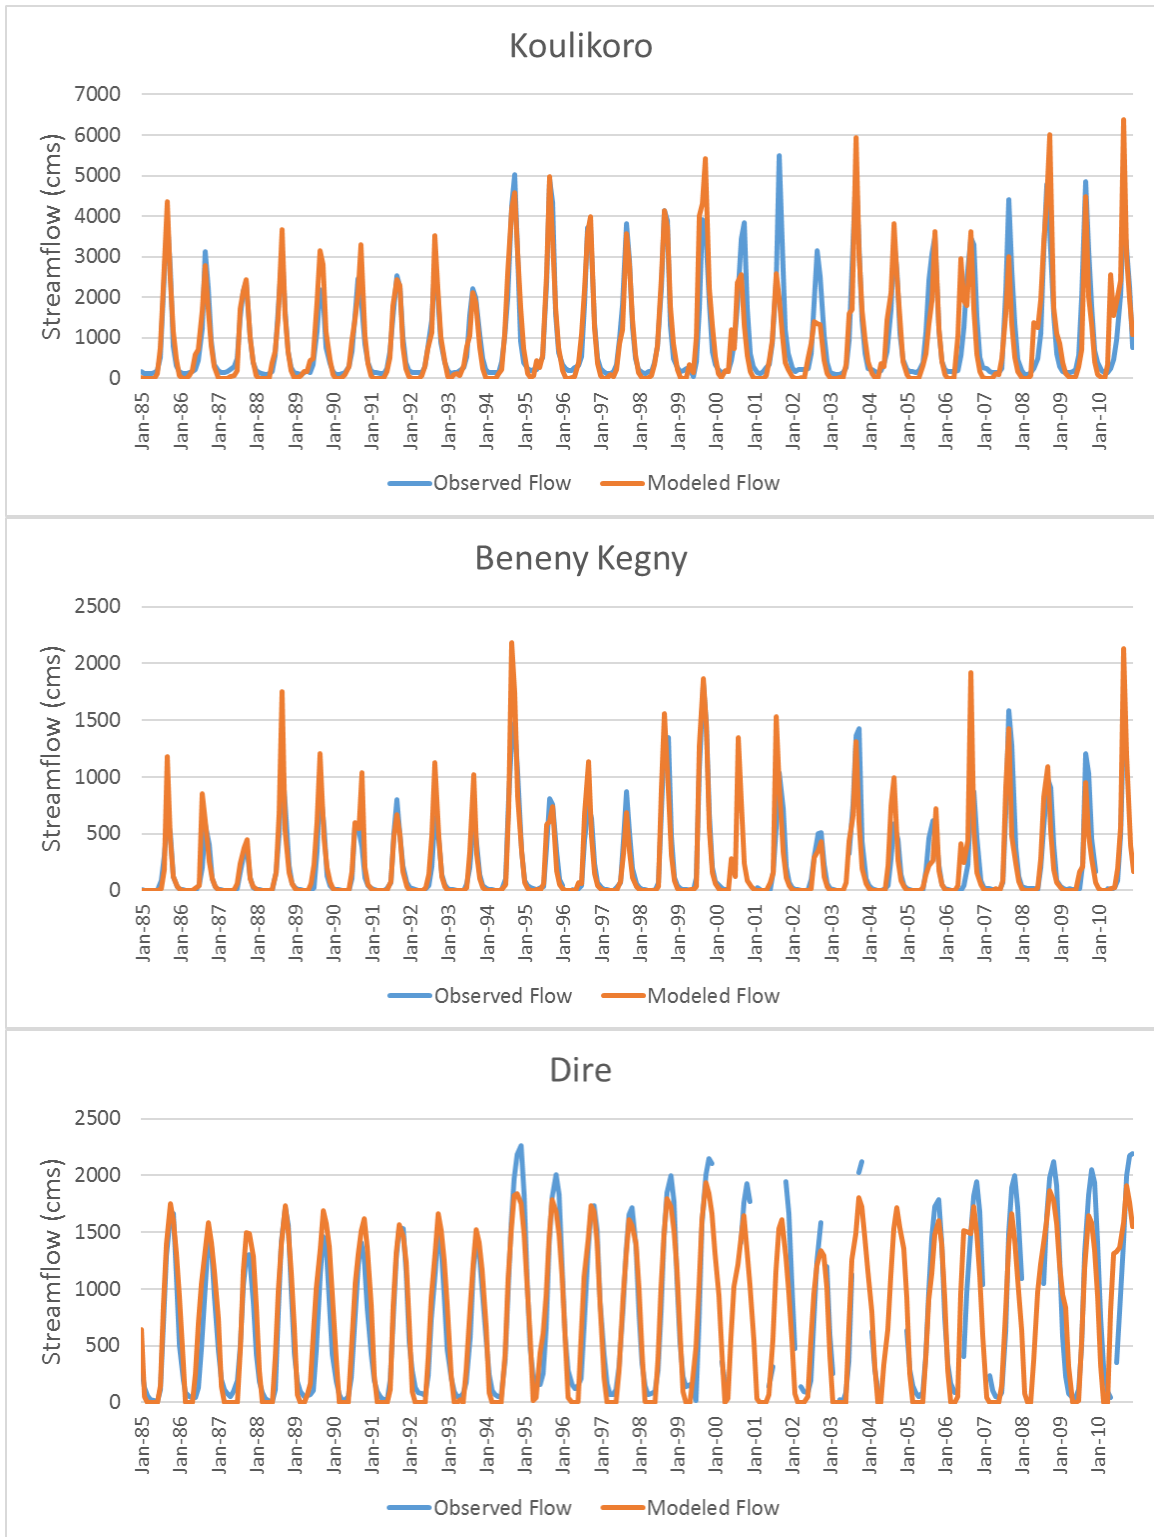 Koulikoro
Streamflow (cms)
7000
6000
5000
4000
3000
2000
1000
0
Jan-85
Jan-86
Jan-87
Jan-88
Jan-89
Jan-90
Jan-91
Jan-92
Jan-93
Jan-94
Jan-95
Jan-96
Jan-97
Jan-98
Jan-99
Jan-00
Jan-01
Jan-02
Jan-03
Jan-04
Jan-05
Jan-06
Jan-07
Jan-08
Jan-09
Jan-10
Observed Flow Modeled Flow
Beneny Kegny
Streamflow (cms)
2500
2000
1500
1000
500
0
Jan-85
Jan-86
Jan-87
Jan-88
Jan-89
Jan-90
Jan-91
Jan-92
Jan-93
Jan-94
Jan-95
Jan-96
Jan-97
Jan-98
Jan-99
Jan-00
Jan-01
Jan-02
Jan-03
Jan-04
Jan-05
Jan-06
Jan-07
Jan-08
Jan-09
Jan-10
Observed Flow Modeled Flow
Dire
Streamflow (cms)
2500
2000
1500
1000
500
0
Jan-85
Jan-86
Jan-87
Jan-88
Jan-89
Jan-90
Jan-91
Jan-92
Jan-93
Jan-94
Jan-95
Jan-96
Jan-97
Jan-98
Jan-99
Jan-00
Jan-01
Jan-02
Jan-03
Jan-04
Jan-05
Jan-06
Jan-07
Jan-08
Jan-09
Jan-10
Observed Flow Modeled Flow